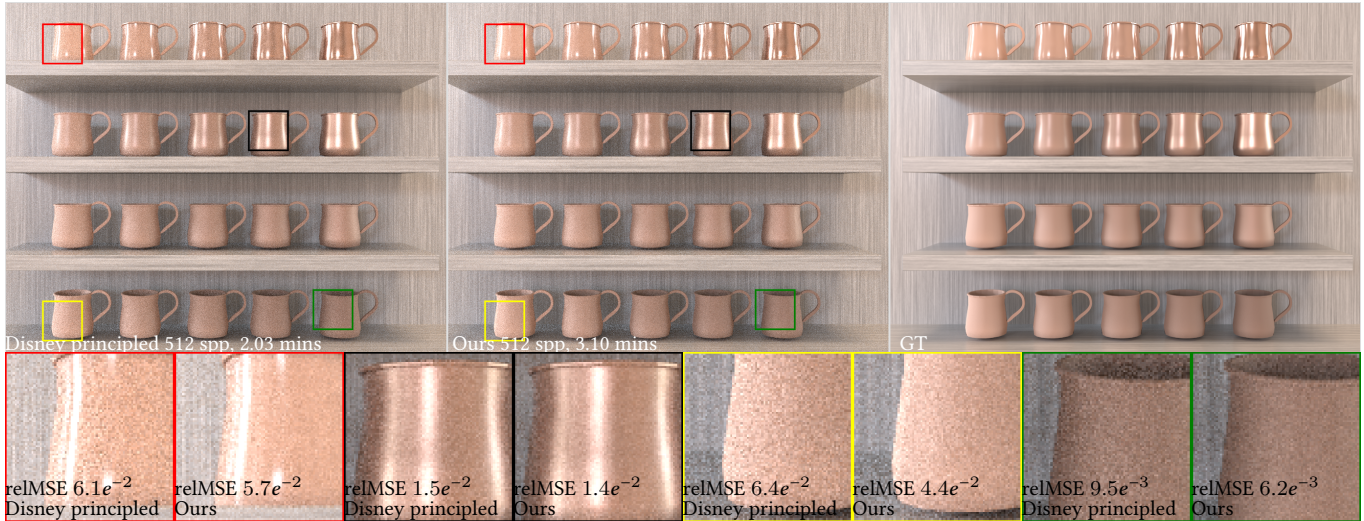 Disney principled 512 spp, 2.03 mins
Ours 512 spp, 3.10 mins
GT
relMSE 6.1e⁻²
Disney principled
relMSE 5.7e⁻²
Ours
relMSE 1.5e⁻²
Disney principled
relMSE 1.4e⁻²
Ours
relMSE 6.4e⁻²
Disney principled
relMSE 4.4e⁻²
Ours
relMSE 9.5e⁻³
Disney principled
relMSE 6.2e⁻³
Ours